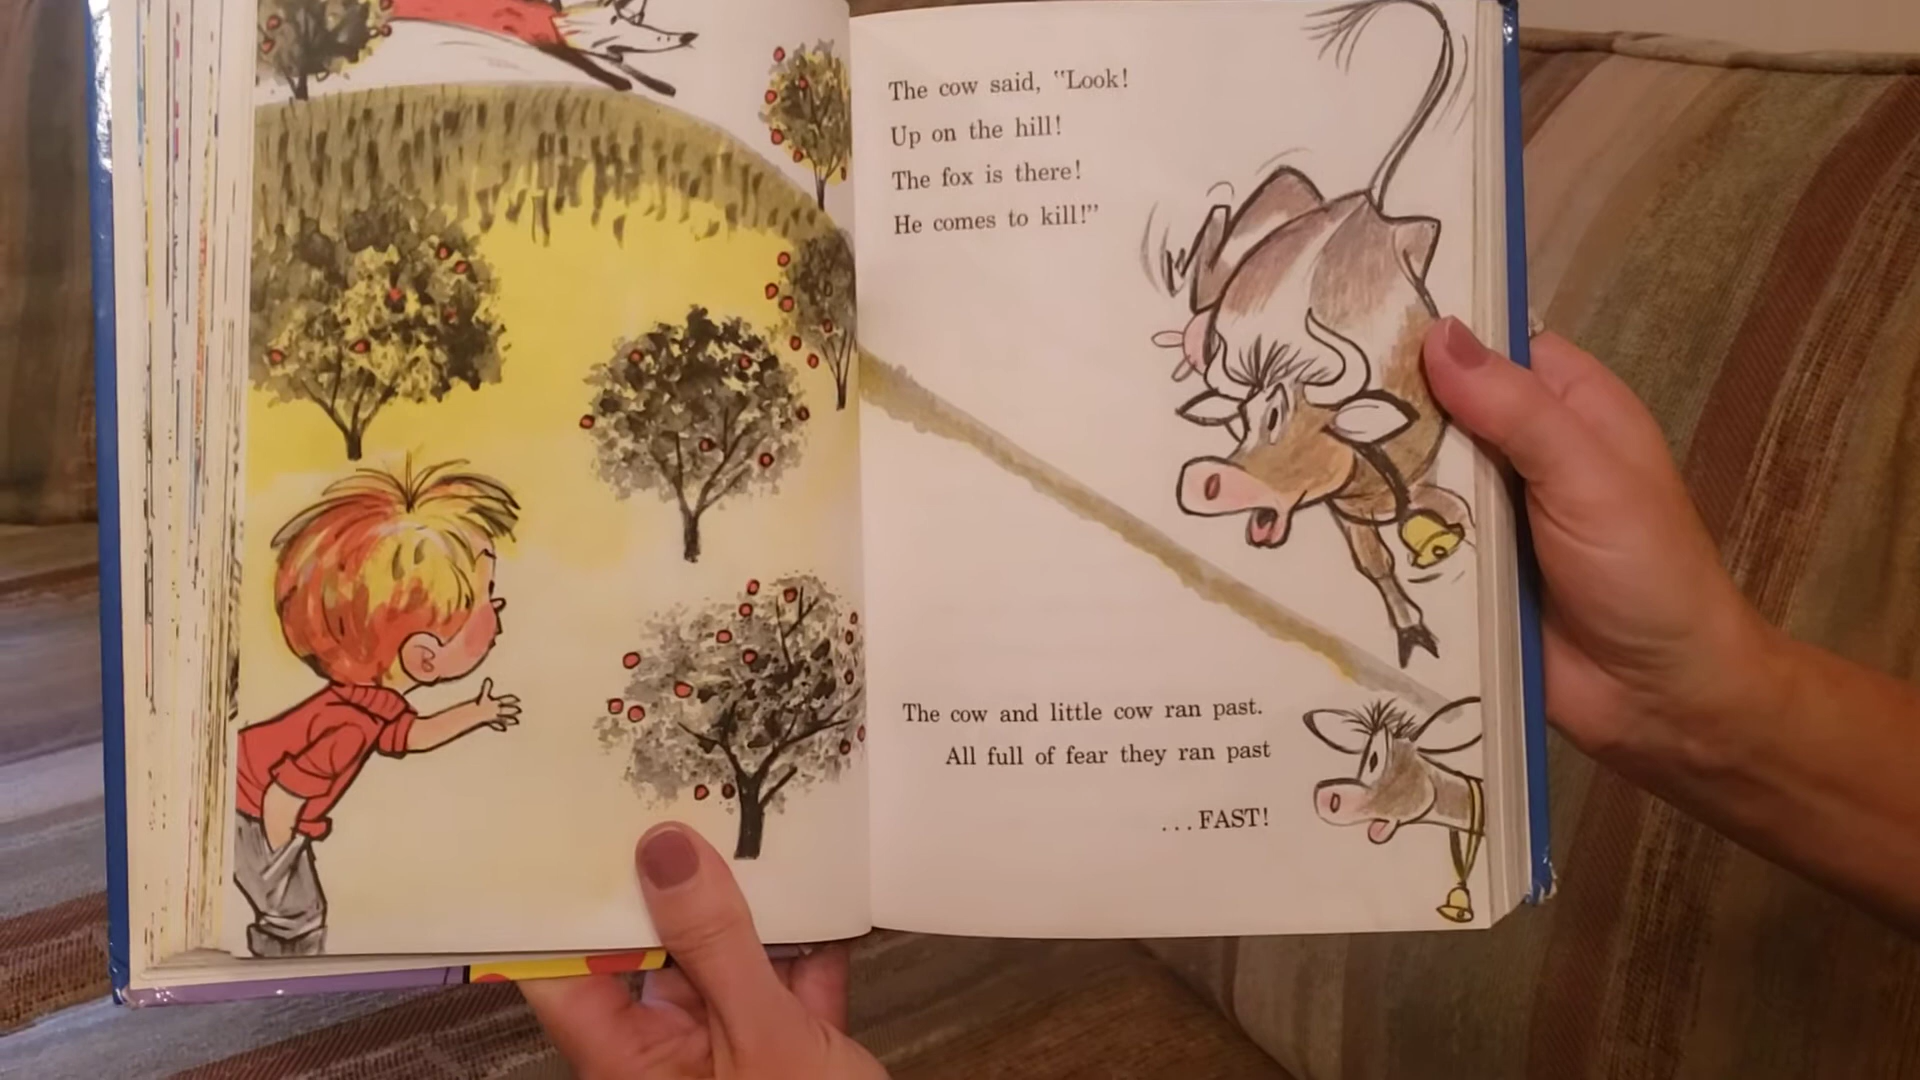 The cow said, "Look!
Up on the hill!
The fox is there!
He comes to kill!"
The cow and little cow ran past.
All full of fear they ran past
...FAST!